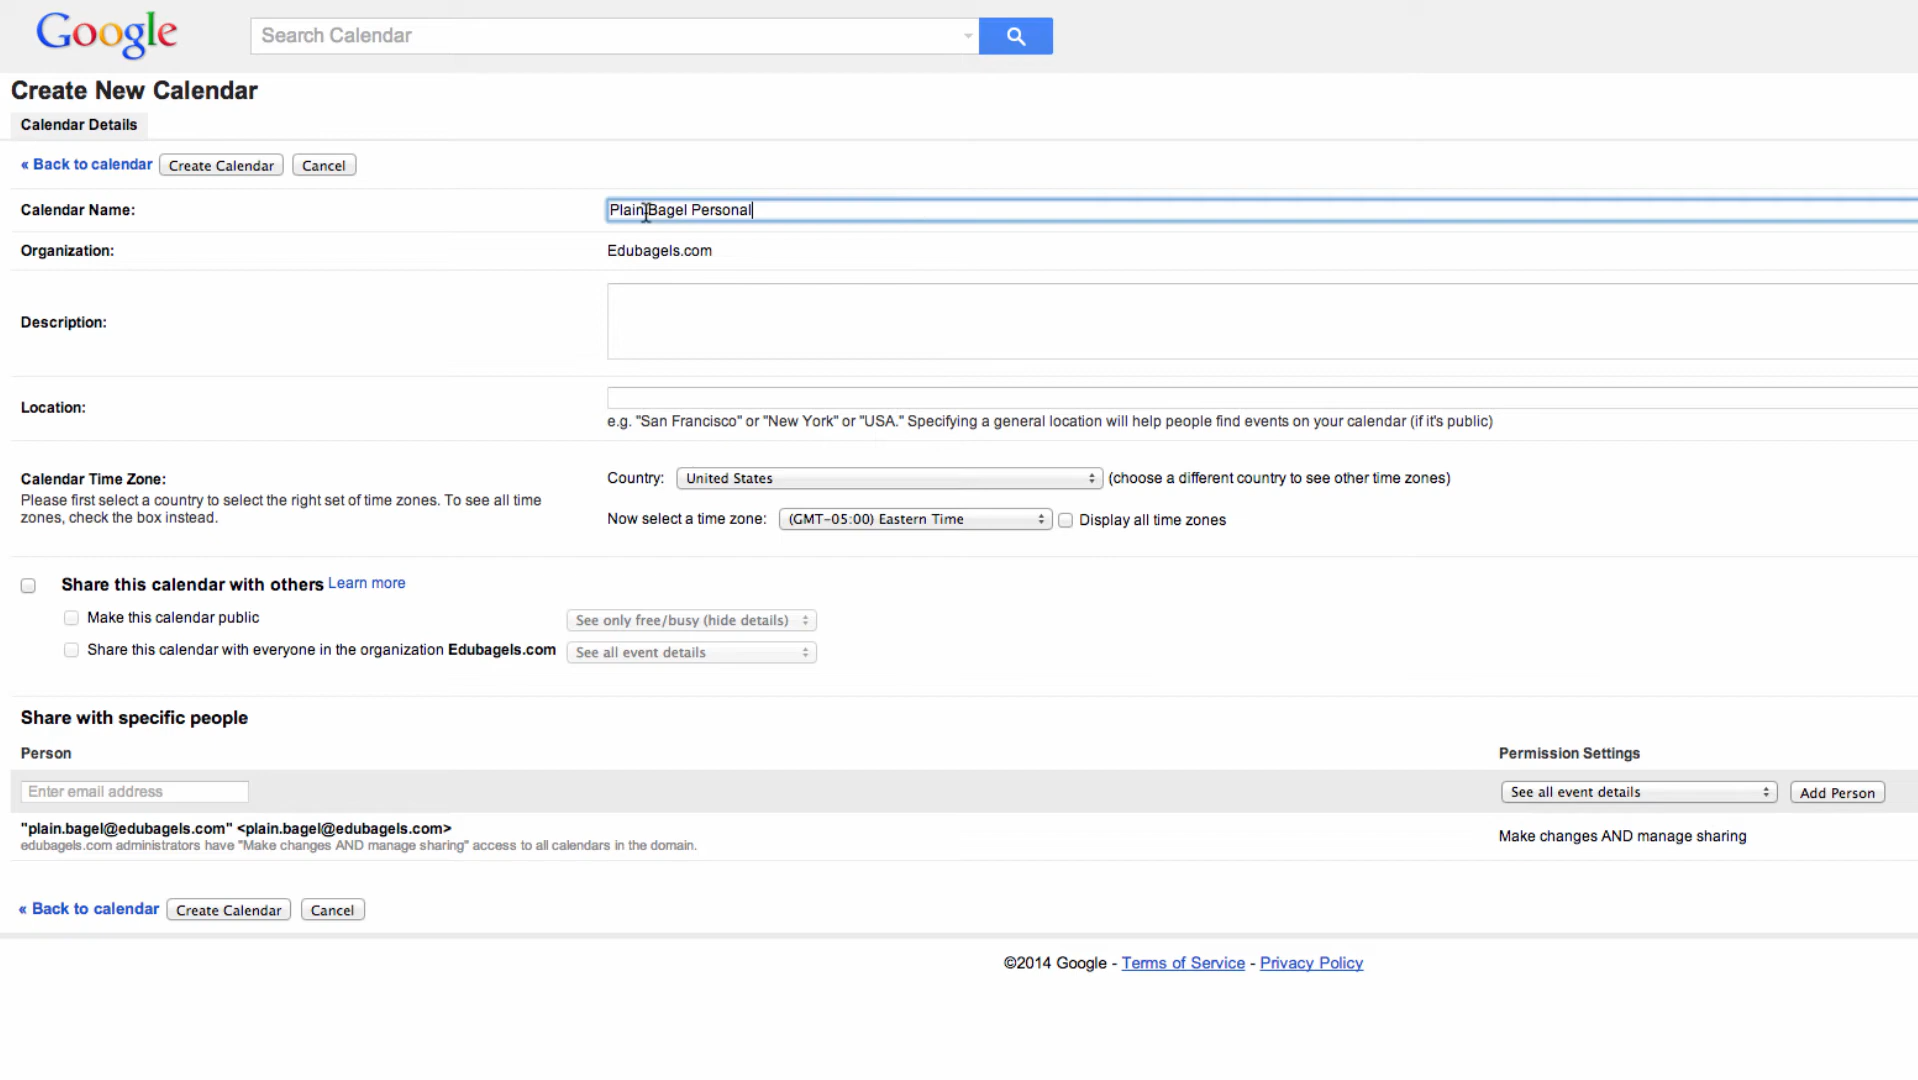 Google
Search Calendar
Create New Calendar
Calendar Details
« Back to calendar Create Calendar Cancel
Calendar Name: Plain Bagel Personal
Organization: Edubagels.com
Description:
Location:
e.g. "San Francisco" or "New York" or "USA." Specifying a general location will help people find events on your calendar (if it's public)
Calendar Time Zone:
Please first select a country to select the right set of time zones. To see all time
zones, check the box instead.
Country: United States (choose a different country to see other time zones)
Now select a time zone: (GMT-05:00) Eastern Time Display all time zones
Share this calendar with others Learn more
Make this calendar public See only free/busy (hide details)
Share this calendar with everyone in the organization Edubagels.com See all event details
Share with specific people
Person Permission Settings
Enter email address See all event details Add Person
"plain.bagel@edubagels.com" <plain.bagel@edubagels.com>
edubagels.com administrators have "Make changes AND manage sharing" access to all calendars in the domain.
Make changes AND manage sharing
« Back to calendar Create Calendar Cancel
©2014 Google - Terms of Service - Privacy Policy